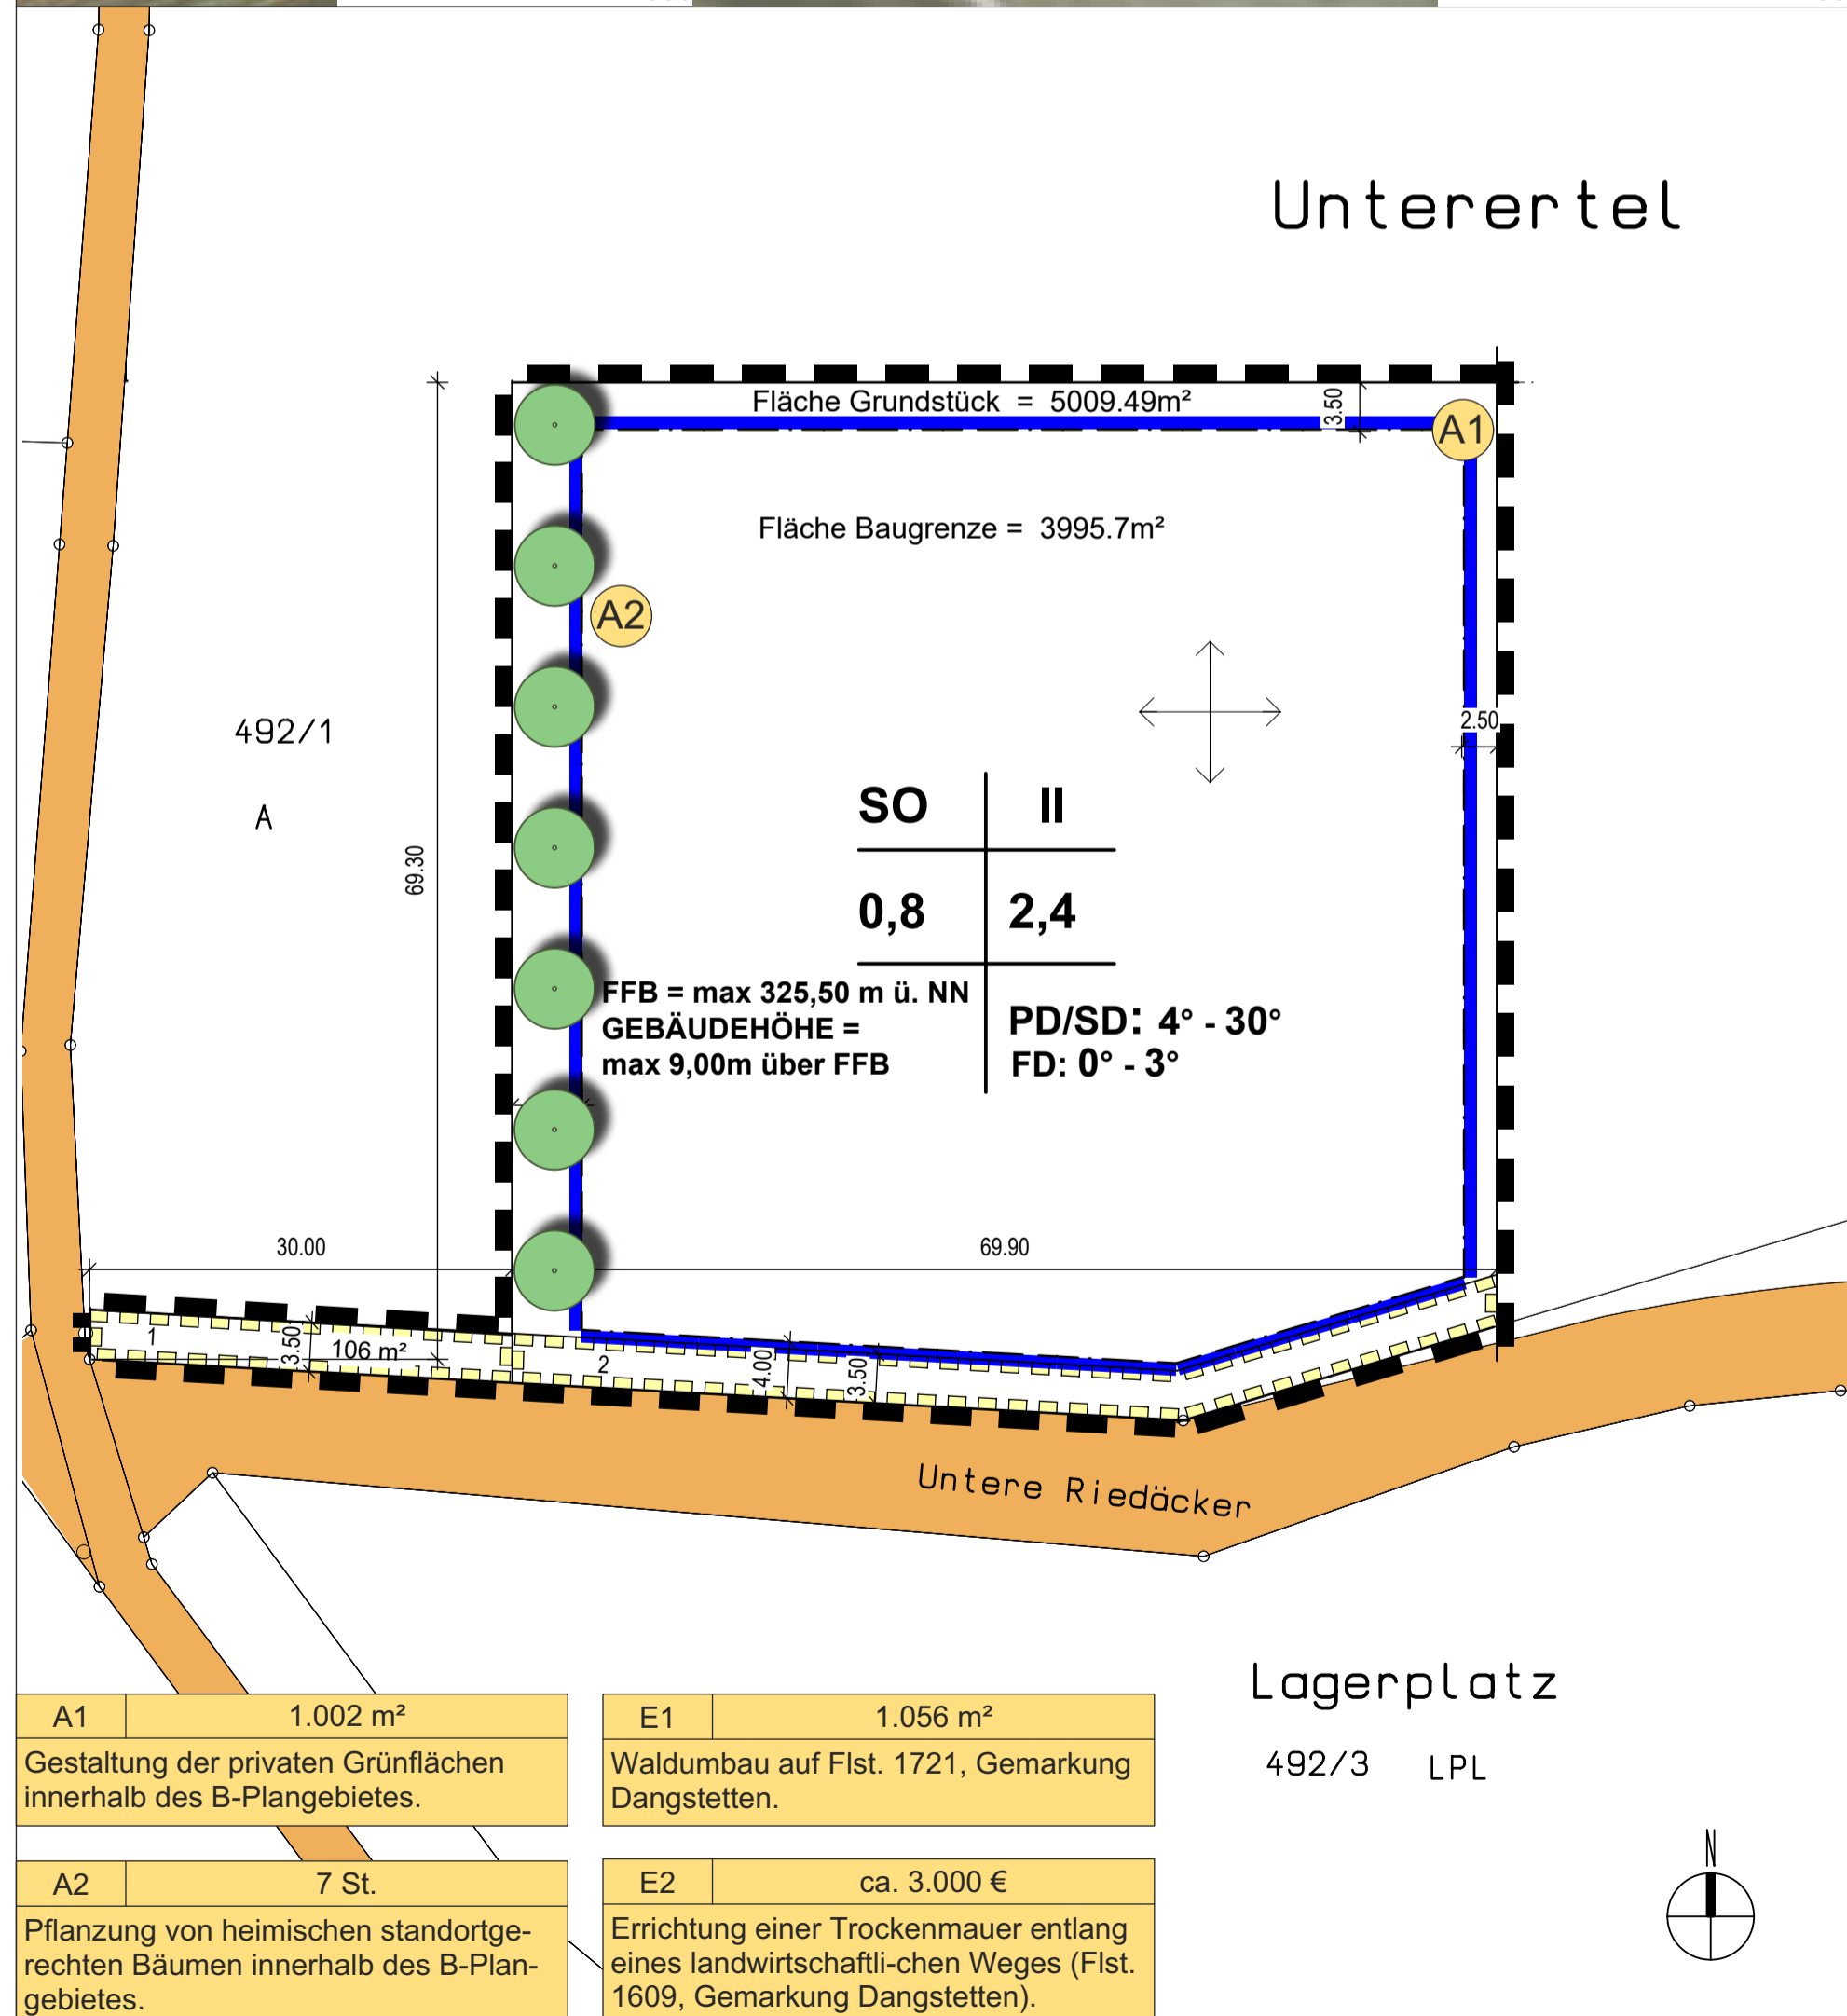 Unterertel
Fläche Grundstück = 5009.49m²
3.50
A1
Fläche Baugrenze = 3995.7m²
A2
492/1
2.50
A
SO
II
69.30
0,8
2,4
FFB = max 325,50 m ü. NN
GEBÄUDEHÖHE =
max 9,00m über FFB
PD/SD: 4° - 30°
FD: 0° - 3°
30.00
69.90
1
3.50
106 m²
2
4.00
3.50
Untere Riedäcker
Lagerplatz
492/3 LPL
A1
1.002 m²
Gestaltung der privaten Grünflächen
innerhalb des B-Plangebietes.
E1
1.056 m²
Waldumbau auf Flst. 1721, Gemarkung
Dangstetten.
A2
7 St.
Pflanzung von heimischen standortge-
rechten Bäumen innerhalb des B-Plan-
gebietes.
E2
ca. 3.000 €
Errichtung einer Trockenmauer entlang
eines landwirtschaftli-chen Weges (Flst.
1609, Gemarkung Dangstetten).
N